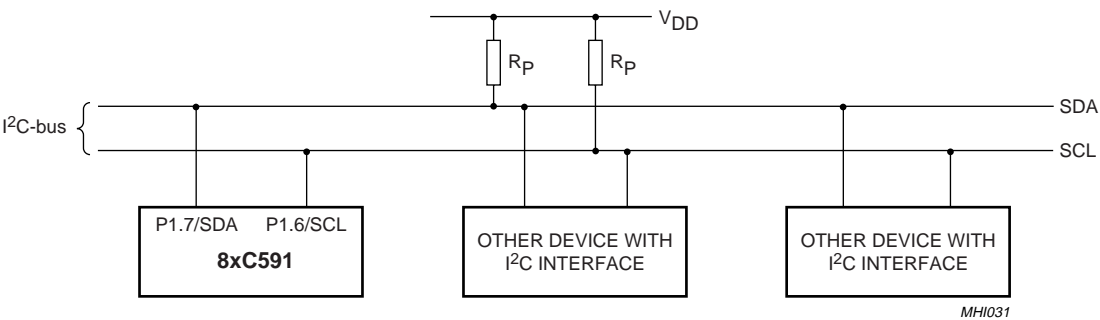 VDD
RP RP
SDA
I²C-bus
SCL
P1.7/SDA P1.6/SCL
8xC591
OTHER DEVICE WITH
I²C INTERFACE
OTHER DEVICE WITH
I²C INTERFACE
MHI031